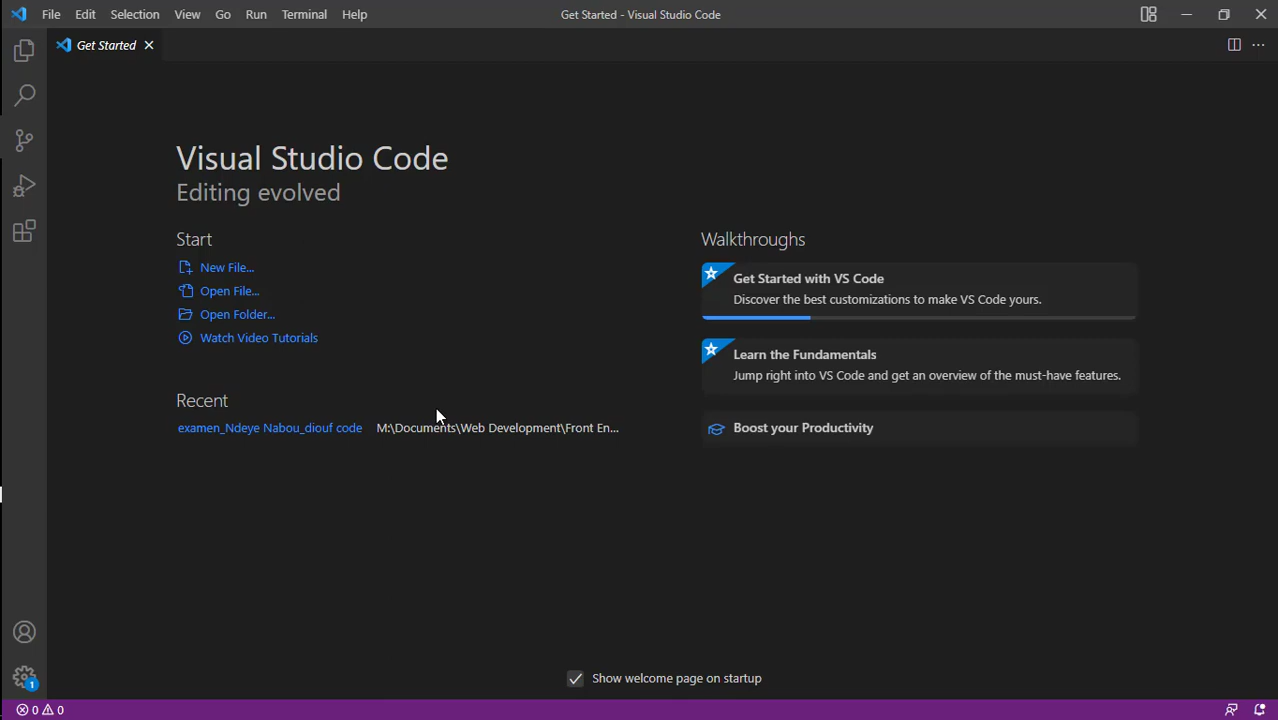 File Edit Selection View Go Run Terminal Help Get Started - Visual Studio Code
Get Started
Visual Studio Code
Editing evolved
Start
New File...
Open File...
Open Folder...
Watch Video Tutorials
Recent
examen_Ndeye Nabou_diouf code M:\Documents\Web Development\Front En...
Walkthroughs
Get Started with VS Code
Discover the best customizations to make VS Code yours.
Learn the Fundamentals
Jump right into VS Code and get an overview of the must-have features.
Boost your Productivity
Show welcome page on startup
1
0 0